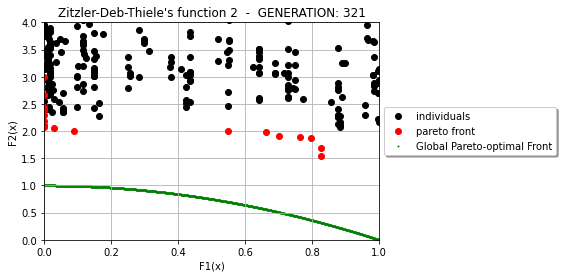 Zitzler-Deb-Thiele's function 2 - GENERATION: 321
F2(x)
4.0
3.5
3.0
2.5
2.0
1.5
1.0
0.5
0.0
0.0 0.2 0.4 0.6 0.8 1.0
F1(x)
individuals
pareto front
Global Pareto-optimal Front